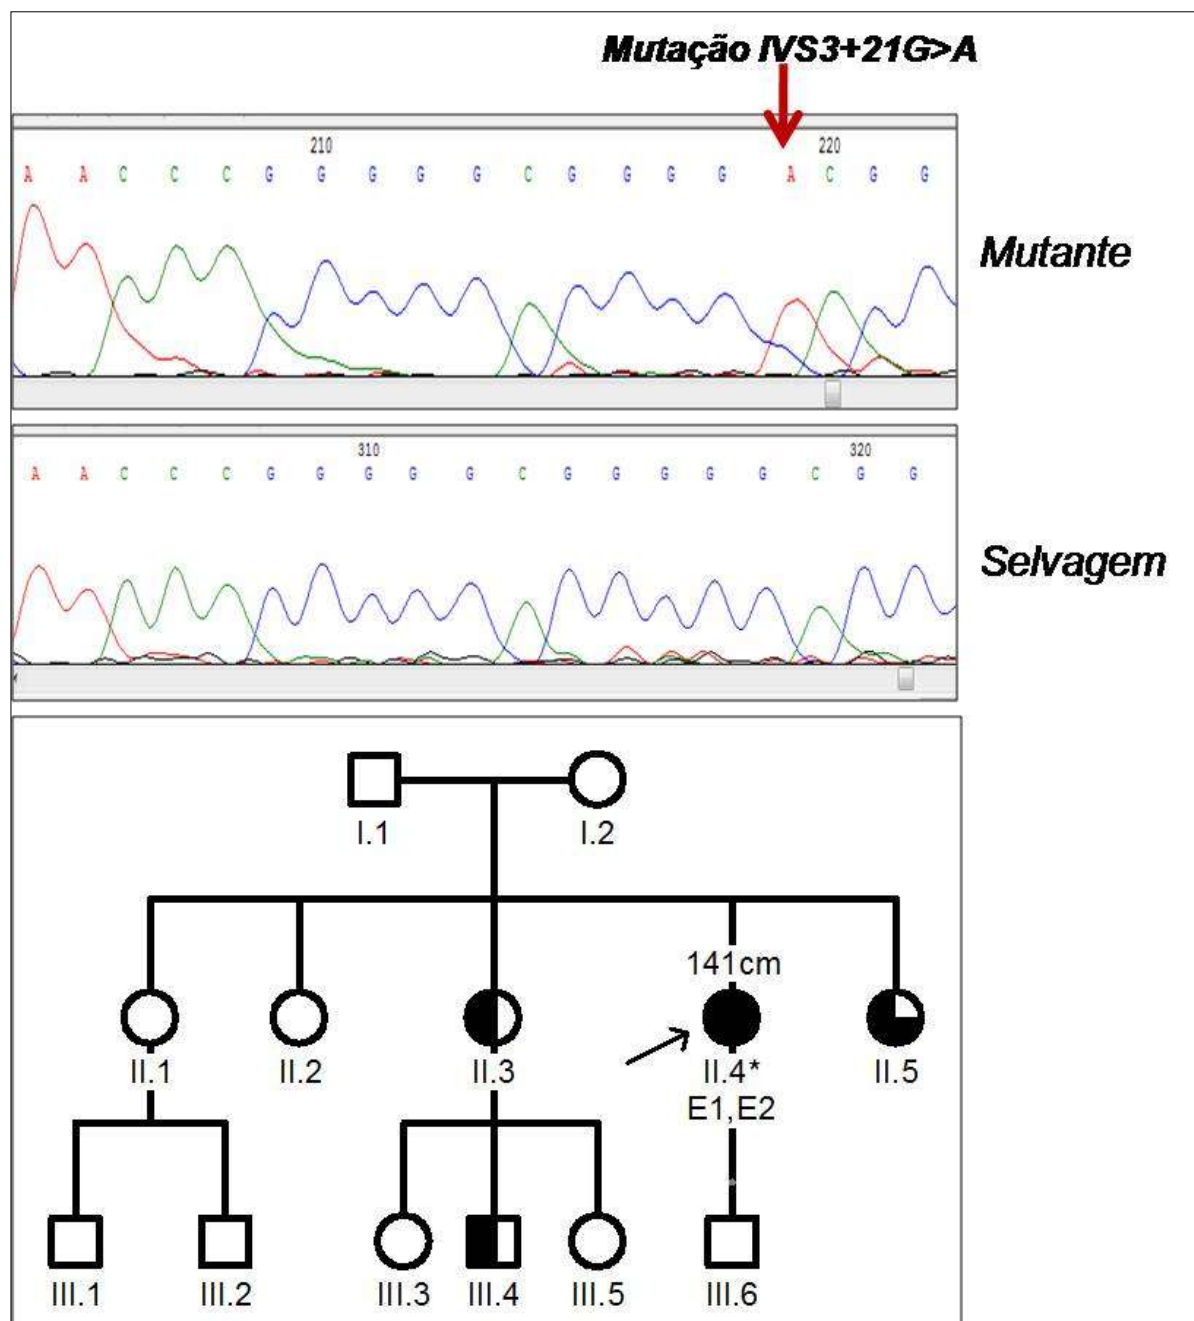 Mutação IVS3+21G>A
210 220
A A C C C G G G G G C G G G G A C G G
Mutante
310 320
A A C C C G G G G G C G G G G G C G G
Selvagem
I.1 I.2
141cm
II.1 II.2 II.3 II.4* II.5
E1,E2
III.1 III.2 III.3 III.4 III.5 III.6